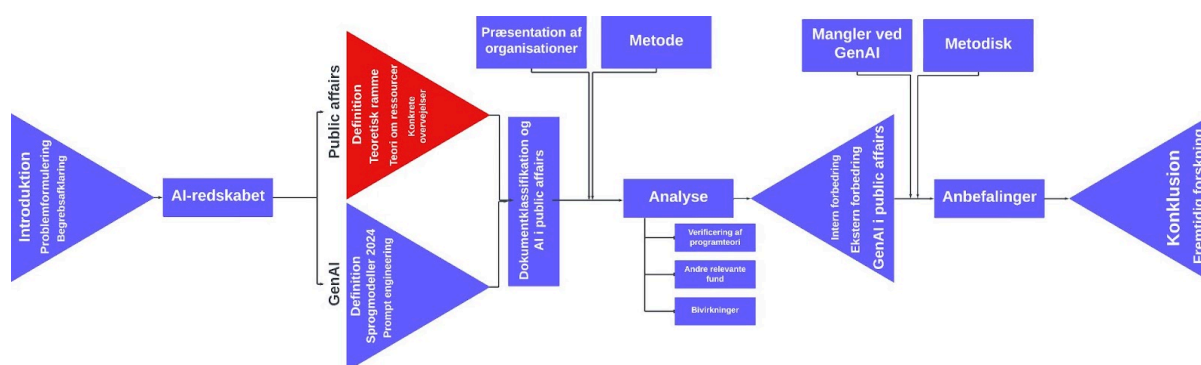 Introduktion
Problemformulering
Begrebsafklaring
AI-redskabet
Public affairs
Definition
Teoretisk ramme
Teori om ressourcer
Konkrete
overvejelser
GenAI
Definition
Sprogmodeller 2024
Prompt engineering
Dokumentklassifikation og
AI i public affairs
Præsentation af
organisationer
Metode
Analyse
Verificering af
programteori
Andre relevante
fund
Bivirkninger
Intern forbedring
Ekstern forbedring
GenAI i public affairs
Mangler ved
GenAI
Metodisk
Anbefalinger
Konklusion
Fremtidig forskning